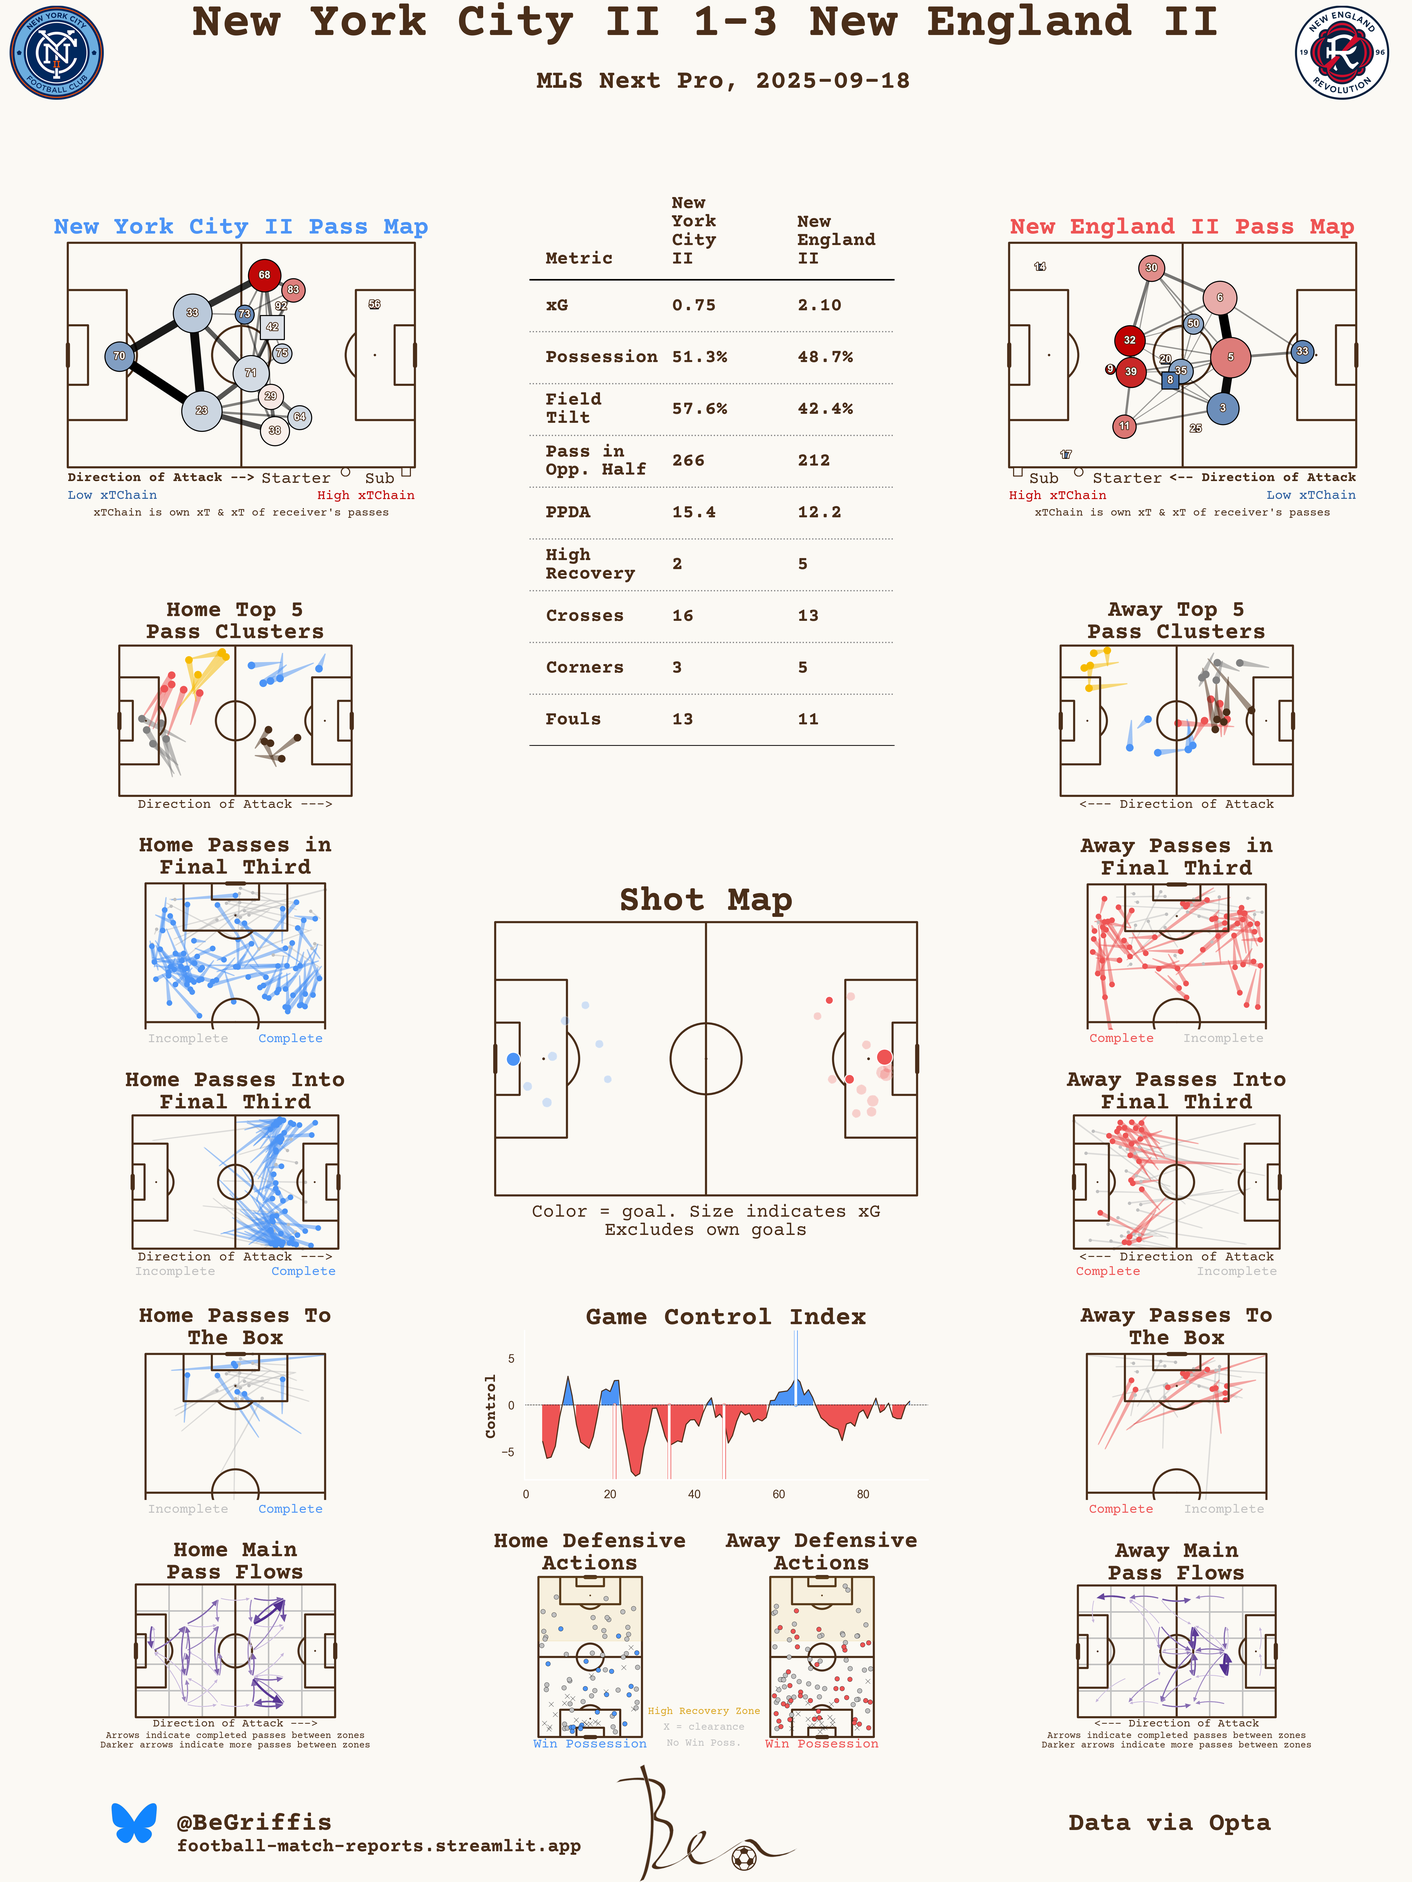 New York City II 1-3 New England II
MLS Next Pro, 2025-09-18
NEW YORK CITY
FOOTBALL CLUB
NEW ENGLAND
19 96
REVOLUTION
New York City II Pass Map
70
33
23
68
83
92
73
42
75
71
29
64
38
56
Direction of Attack --> Starter Sub
Low xTChain High xTChain
xTChain is own xT & xT of receiver's passes
Metric New York City II New England II
xG 0.75 2.10
Possession 51.3% 48.7%
Field Tilt 57.6% 42.4%
Pass in Opp. Half 266 212
PPDA 15.4 12.2
High Recovery 2 5
Crosses 16 13
Corners 3 5
Fouls 13 11
New England II Pass Map
14
30
6
50
32
20
5
33
9
39
35
8
3
11
25
17
Sub Starter <-- Direction of Attack
High xTChain Low xTChain
xTChain is own xT & xT of receiver's passes
Home Top 5
Pass Clusters
Direction of Attack --->
Away Top 5
Pass Clusters
<--- Direction of Attack
Home Passes in
Final Third
Incomplete Complete
Away Passes in
Final Third
Complete Incomplete
Shot Map
Color = goal. Size indicates xG
Excludes own goals
Home Passes Into
Final Third
Direction of Attack --->
Incomplete Complete
Away Passes Into
Final Third
<--- Direction of Attack
Complete Incomplete
Home Passes To
The Box
Incomplete Complete
Game Control Index
Control
5
0
−5
0 20 40 60 80
Away Passes To
The Box
Complete Incomplete
Home Main
Pass Flows
Direction of Attack --->
Arrows indicate completed passes between zones
Darker arrows indicate more passes between zones
Home Defensive
Actions
Win Possession
Away Defensive
Actions
Win Possession
High Recovery Zone
X = clearance
No Win Poss.
Away Main
Pass Flows
<--- Direction of Attack
Arrows indicate completed passes between zones
Darker arrows indicate more passes between zones
@BeGriffis
football-match-reports.streamlit.app
Ben
Data via Opta